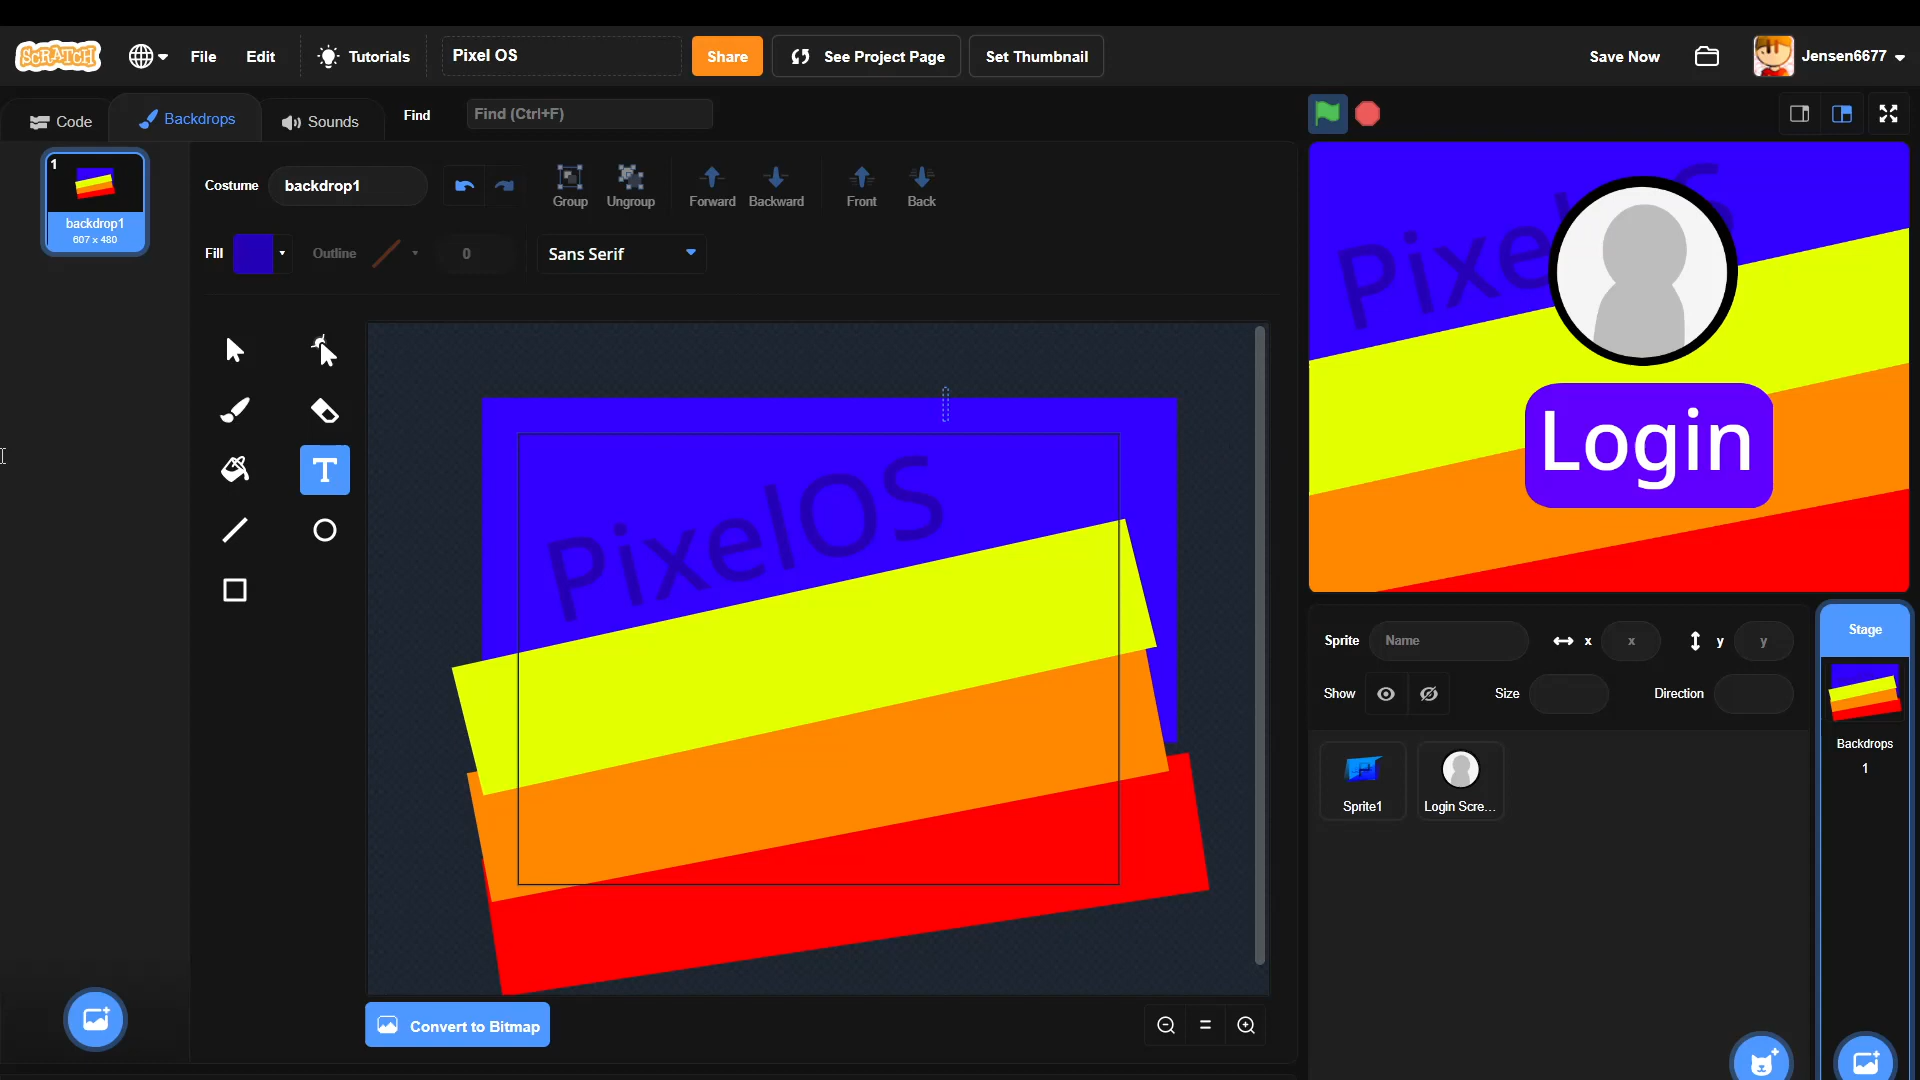 SCRATCH File Edit Tutorials Pixel OS Share See Project Page Set Thumbnail Save Now Jensen6677
Code Backdrops Sounds Find Find (Ctrl+F)
1
backdrop1
607 x 480
Costume backdrop1 Group Ungroup Forward Backward Front Back
Fill Outline 0 Sans Serif
T
PixelOS
Convert to Bitmap
PixelOS
Login
Sprite Name x x y y
Show Size Direction
Sprite1 Login Scre...
Stage
Backdrops
1